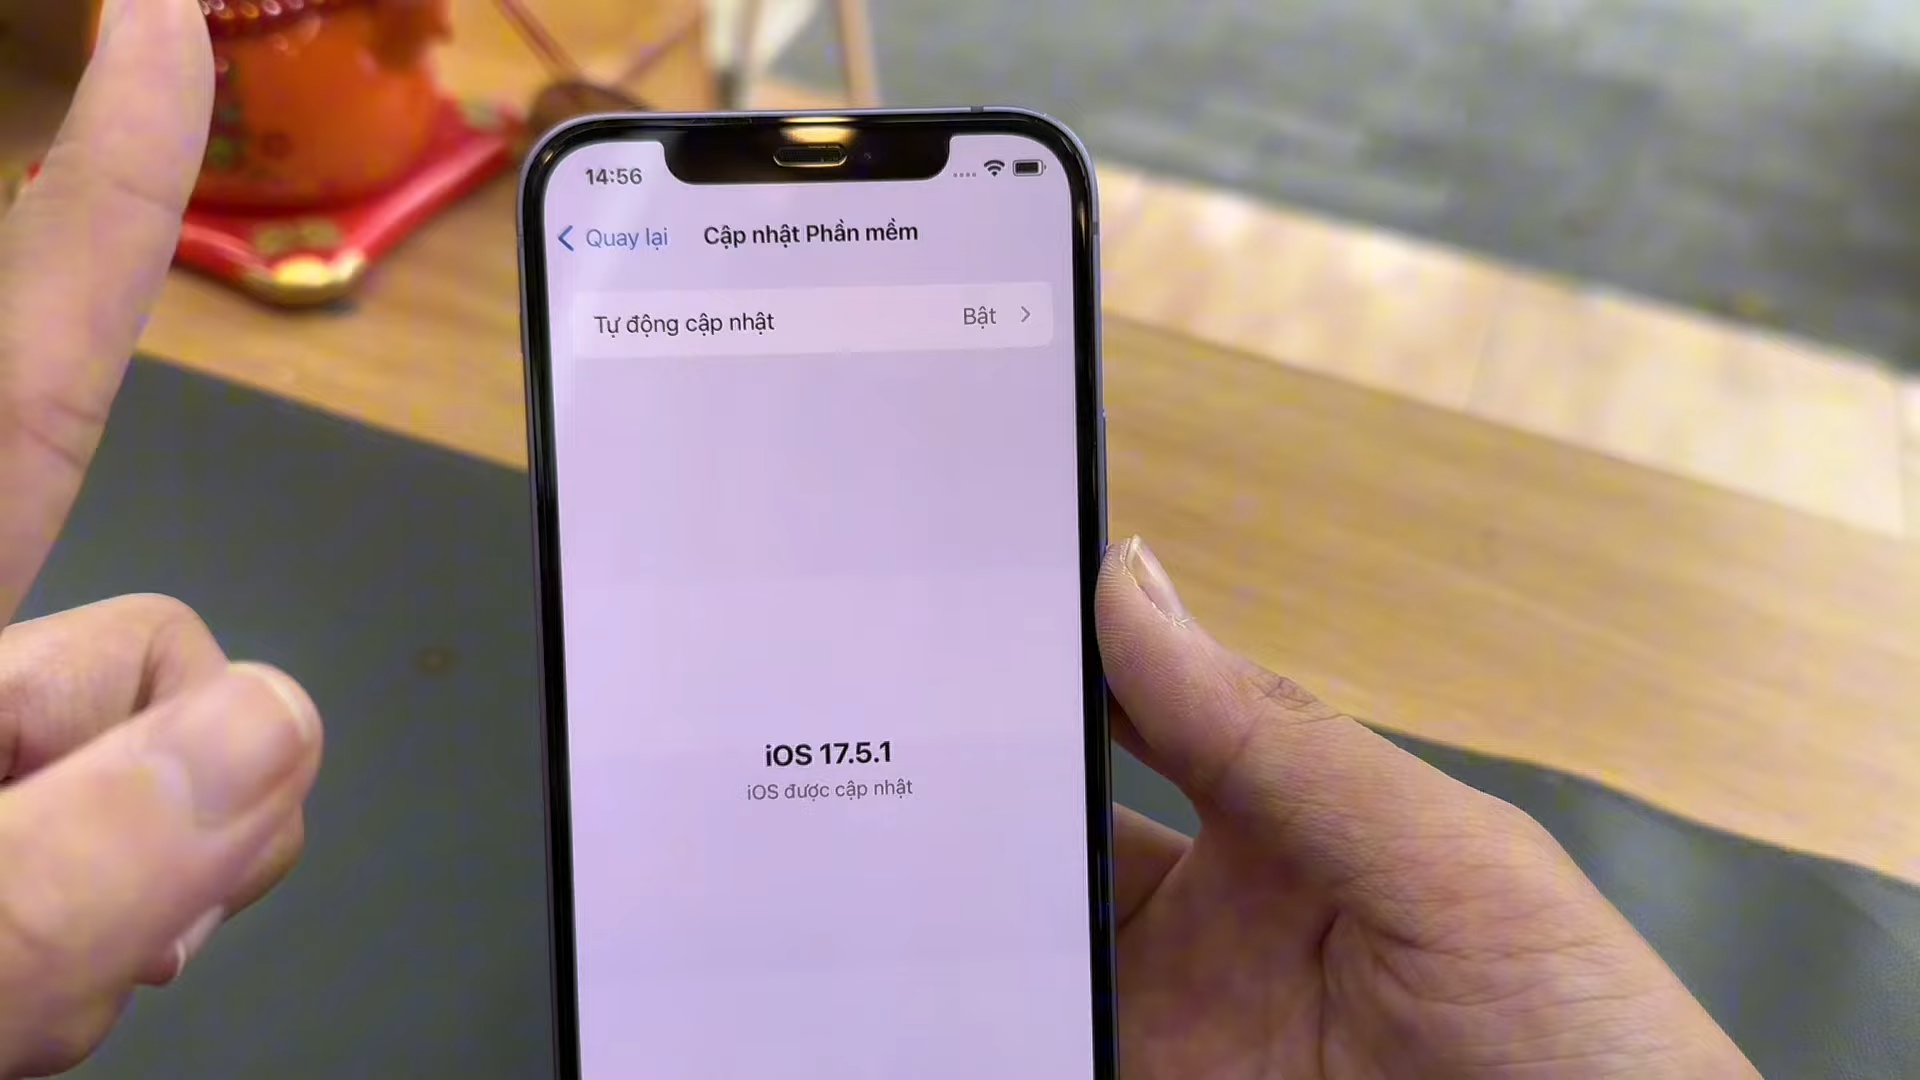 14:56
Quay lại
Cập nhật Phần mềm
Tự động cập nhật
Bật
iOS 17.5.1
iOS được cập nhật